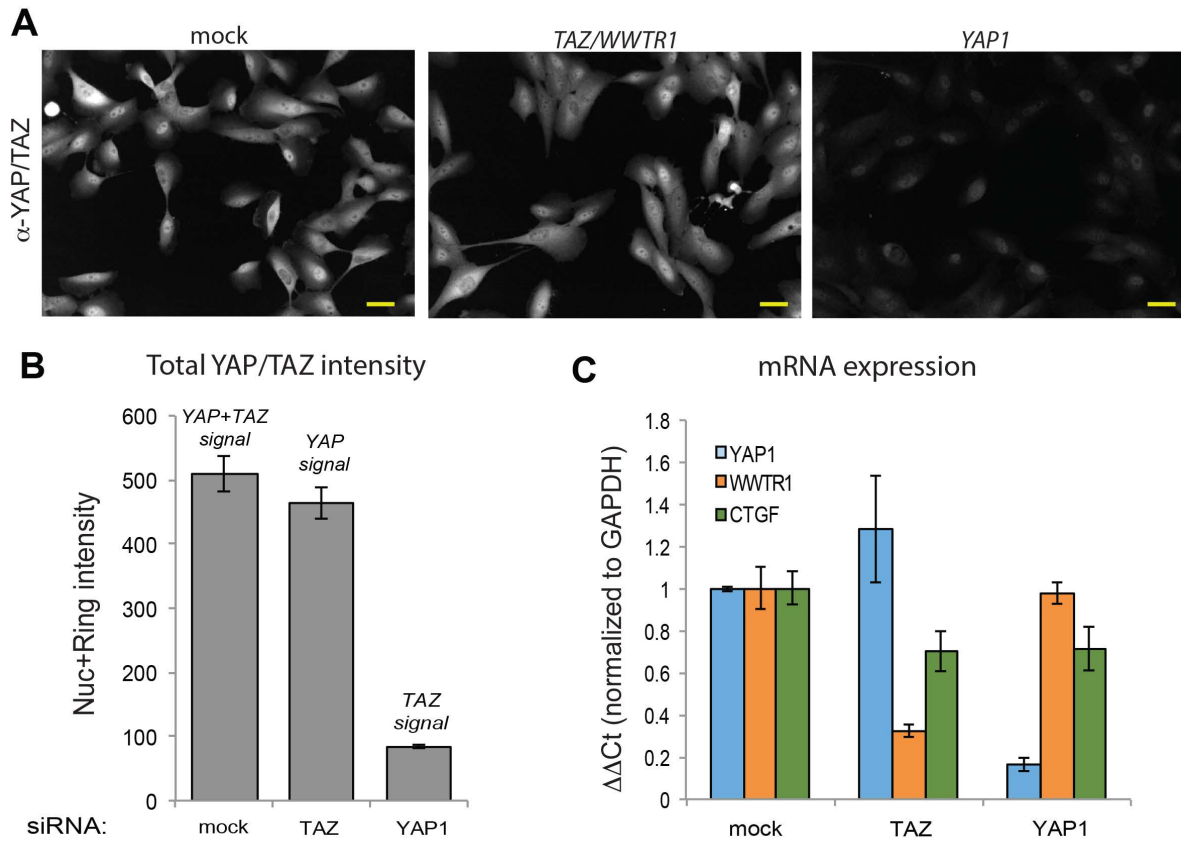 A
mock
TAZ/WWTR1
YAP1
α-YAP/TAZ
B
Total YAP/TAZ intensity
Nuc+Ring intensity
600
500
400
300
200
100
0
YAP+TAZ
signal
YAP
signal
TAZ
signal
siRNA:
mock
TAZ
YAP1
C
mRNA expression
ΔΔCt (normalized to GAPDH)
1.8
1.6
1.4
1.2
1
0.8
0.6
0.4
0.2
0
YAP1
WWTR1
CTGF
mock
TAZ
YAP1